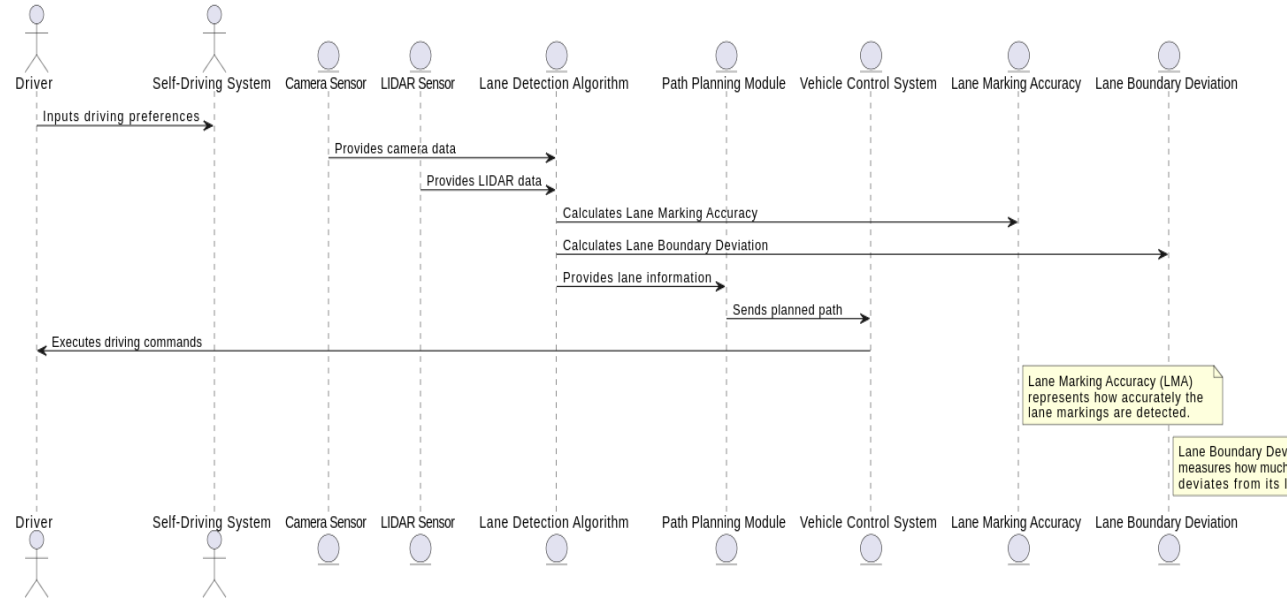 Driver Self-Driving System Camera Sensor LIDAR Sensor Lane Detection Algorithm Path Planning Module Vehicle Control System Lane Marking Accuracy Lane Boundary Deviation
Inputs driving preferences
Provides camera data
Provides LIDAR data
Calculates Lane Marking Accuracy
Calculates Lane Boundary Deviation
Provides lane information
Sends planned path
Executes driving commands
Lane Marking Accuracy (LMA)
represents how accurately the
lane markings are detected.
Lane Boundary
measures how much
deviates from its
Driver Self-Driving System Camera Sensor LIDAR Sensor Lane Detection Algorithm Path Planning Module Vehicle Control System Lane Marking Accuracy Lane Boundary Deviation